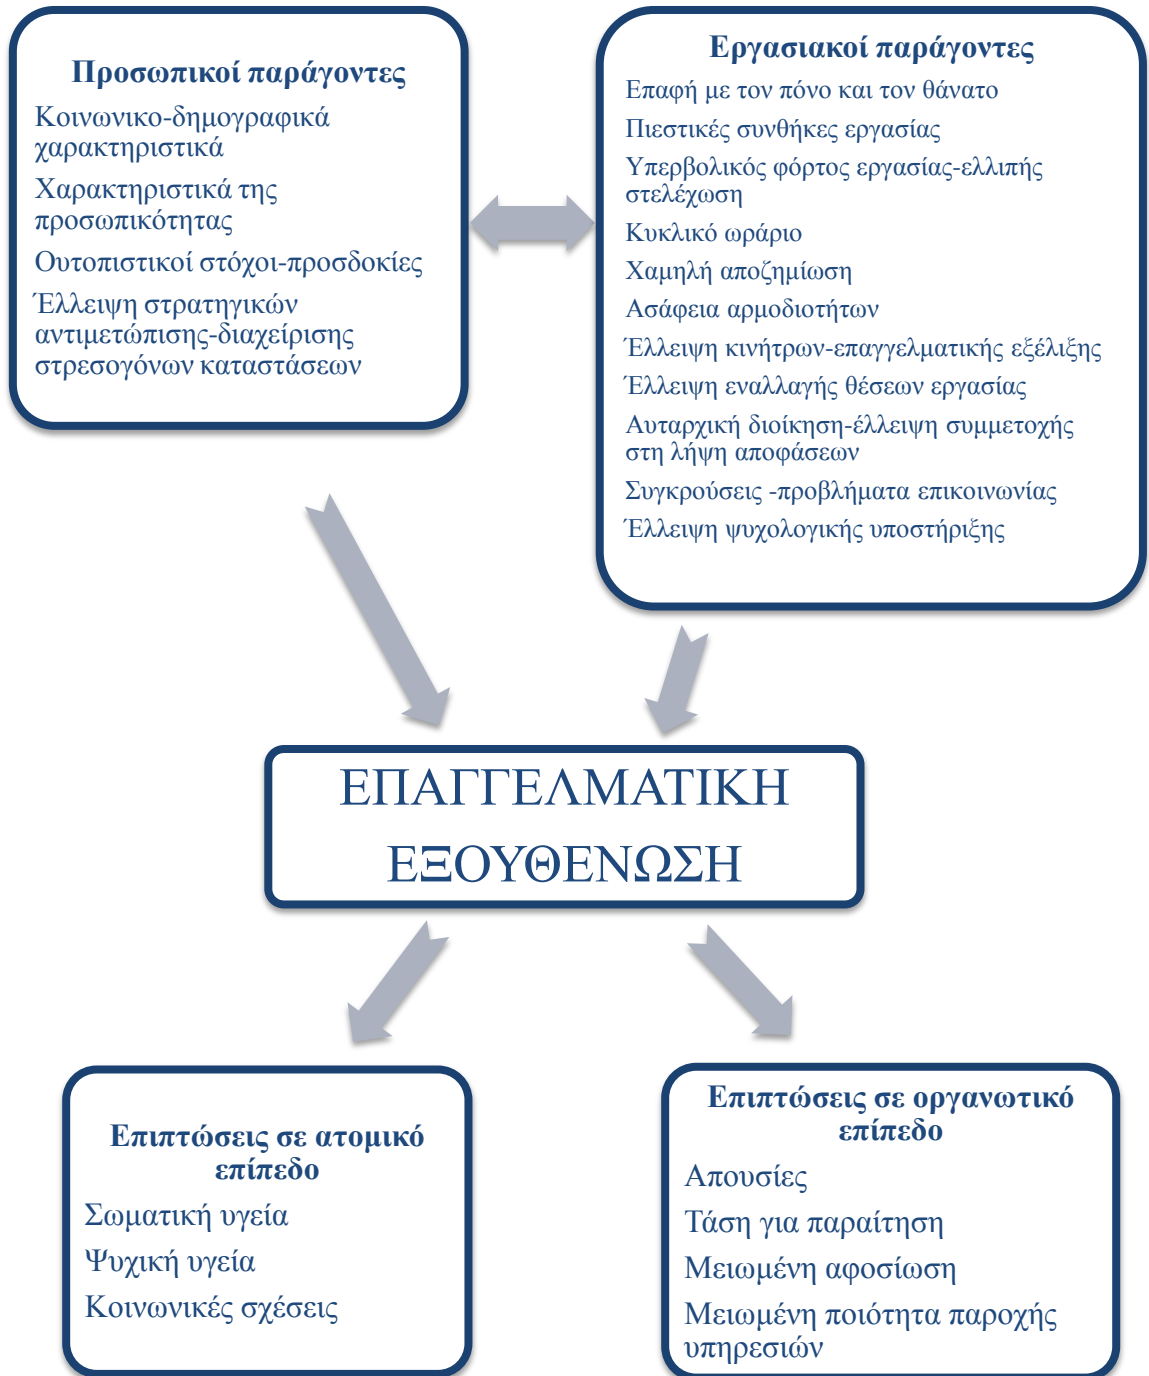 Προσωπικοί παράγοντες
Κοινωνικο-δημογραφικά
χαρακτηριστικά
Χαρακτηριστικά της
προσωπικότητας
Ουτοπιστικοί στόχοι-προσδοκίες
Έλλειψη στρατηγικών
αντιμετώπισης-διαχείρισης
στρεσογόνων καταστάσεων
Εργασιακοί παράγοντες
Επαφή με τον πόνο και τον θάνατο
Πιεστικές συνθήκες εργασίας
Υπερβολικός φόρτος εργασίας-ελλιπής
στελέχωση
Κυκλικό ωράριο
Χαμηλή αποζημίωση
Ασάφεια αρμοδιοτήτων
Έλλειψη κινήτρων-επαγγελματικής εξέλιξης
Έλλειψη εναλλαγής θέσεων εργασίας
Αυταρχική διοίκηση-έλλειψη συμμετοχής
στη λήψη αποφάσεων
Συγκρούσεις -προβλήματα επικοινωνίας
Έλλειψη ψυχολογικής υποστήριξης
ΕΠΑΓΓΕΛΜΑΤΙΚΗ
ΕΞΟΥΘΕΝΩΣΗ
Επιπτώσεις σε ατομικό
επίπεδο
Σωματική υγεία
Ψυχική υγεία
Κοινωνικές σχέσεις
Επιπτώσεις σε οργανωτικό
επίπεδο
Απουσίες
Τάση για παραίτηση
Μειωμένη αφοσίωση
Μειωμένη ποιότητα παροχής
υπηρεσιών